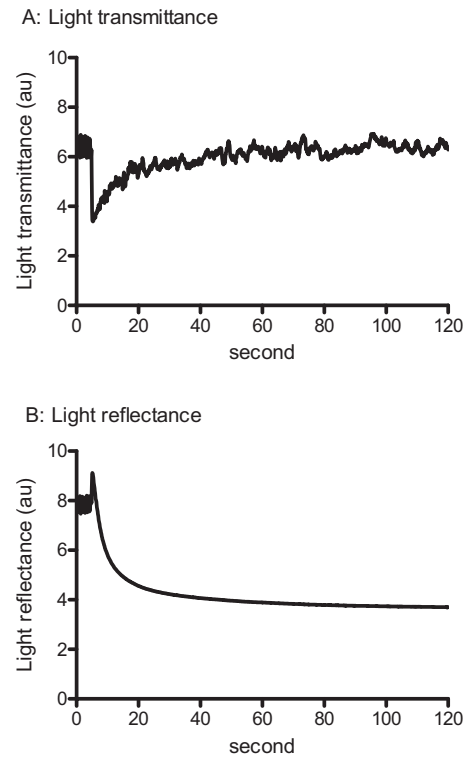 A: Light transmittance
10
8
6
4
2
0
Light transmittance (au)
0 20 40 60 80 100 120
second
B: Light reflectance
10
8
6
4
2
0
Light reflectance (au)
0 20 40 60 80 100 120
second